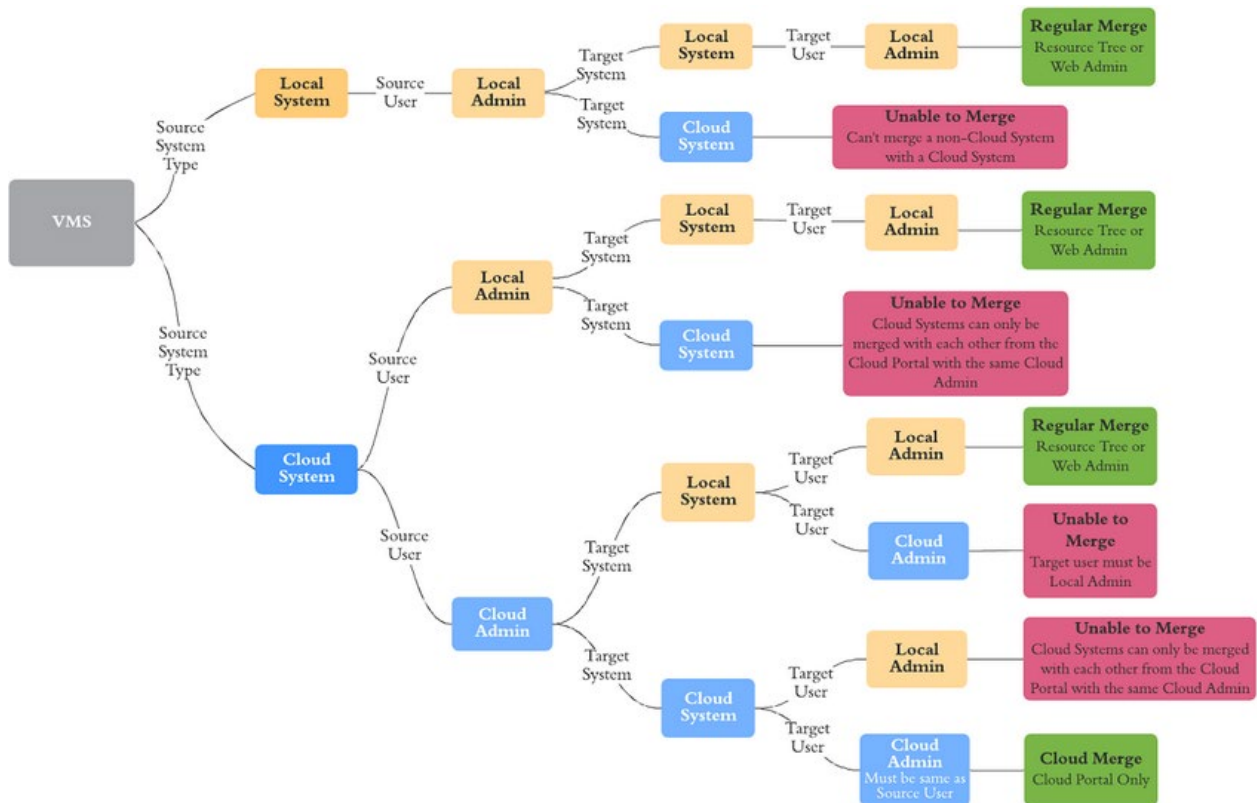 VMS
Source
System
Type
Local
System
Source
User
Local
Admin
Target
System
Local
System
Target
User
Local
Admin
Regular Merge
Resource Tree or
Web Admin
Target
System
Cloud
System
Unable to Merge
Can't merge a non-Cloud System
with a Cloud System
Source
System
Type
Cloud
System
Source
User
Local
Admin
Target
System
Local
System
Target
User
Local
Admin
Regular Merge
Resource Tree or
Web Admin
Target
System
Cloud
System
Unable to Merge
Cloud Systems can only be
merged with each other from the
Cloud Portal with the same Cloud
Admin
Source
User
Cloud
Admin
Target
System
Local
System
Target
User
Local
Admin
Regular Merge
Resource Tree or
Web Admin
Target
User
Cloud
Admin
Unable to
Merge
Target user must be
Local Admin
Target
System
Cloud
System
Target
User
Local
Admin
Unable to Merge
Cloud Systems can only be merged
with each other from the Cloud
Portal with the same Cloud Admin
Target
User
Cloud
Admin
Must be same as
Source User
Cloud Merge
Cloud Portal Only